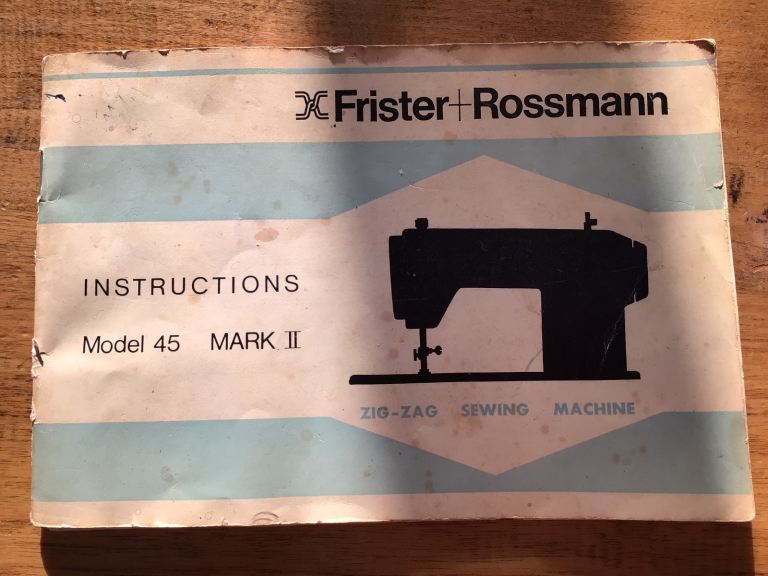 Frister+Rossmann
INSTRUCTIONS
Model 45 MARK II
ZIG-ZAG SEWING MACHINE